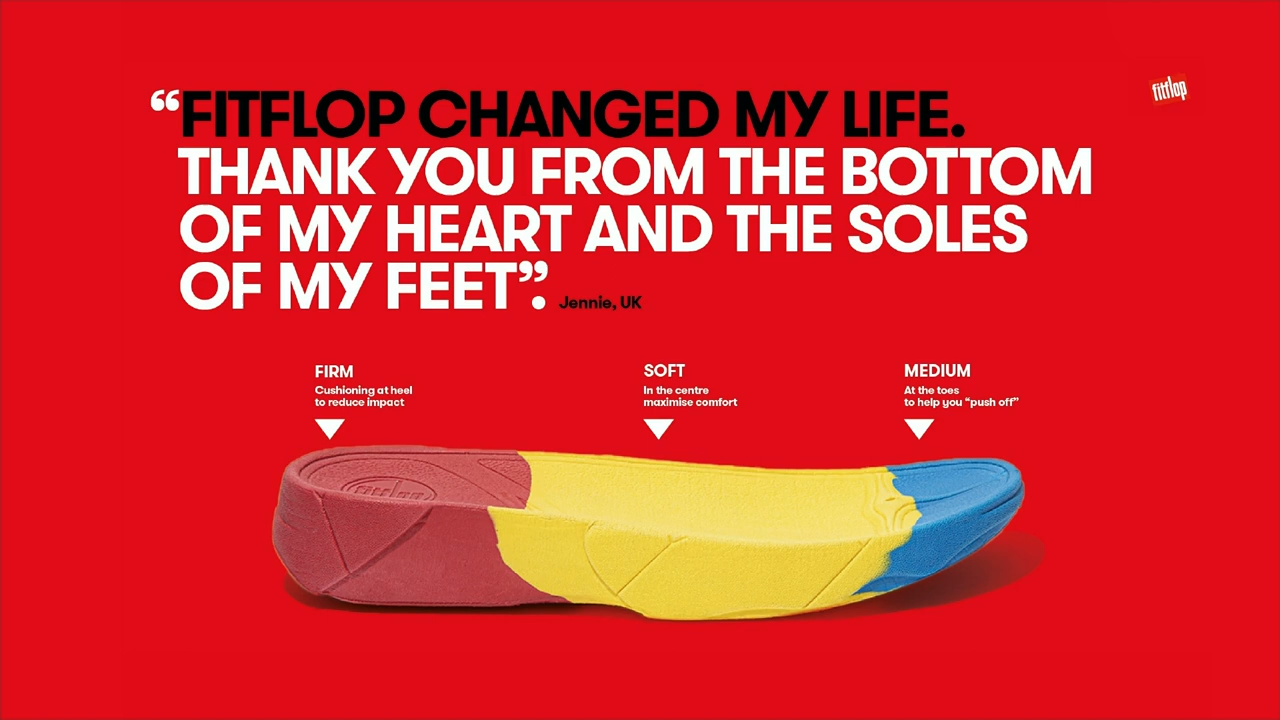 “FITFLOP CHANGED MY LIFE.
THANK YOU FROM THE BOTTOM
OF MY HEART AND THE SOLES
OF MY FEET”. Jennie, UK
fitflop
FIRM
Cushioning at heel
to reduce impact
SOFT
In the centre
maximise comfort
MEDIUM
At the toes
to help you “push off”
fitflop